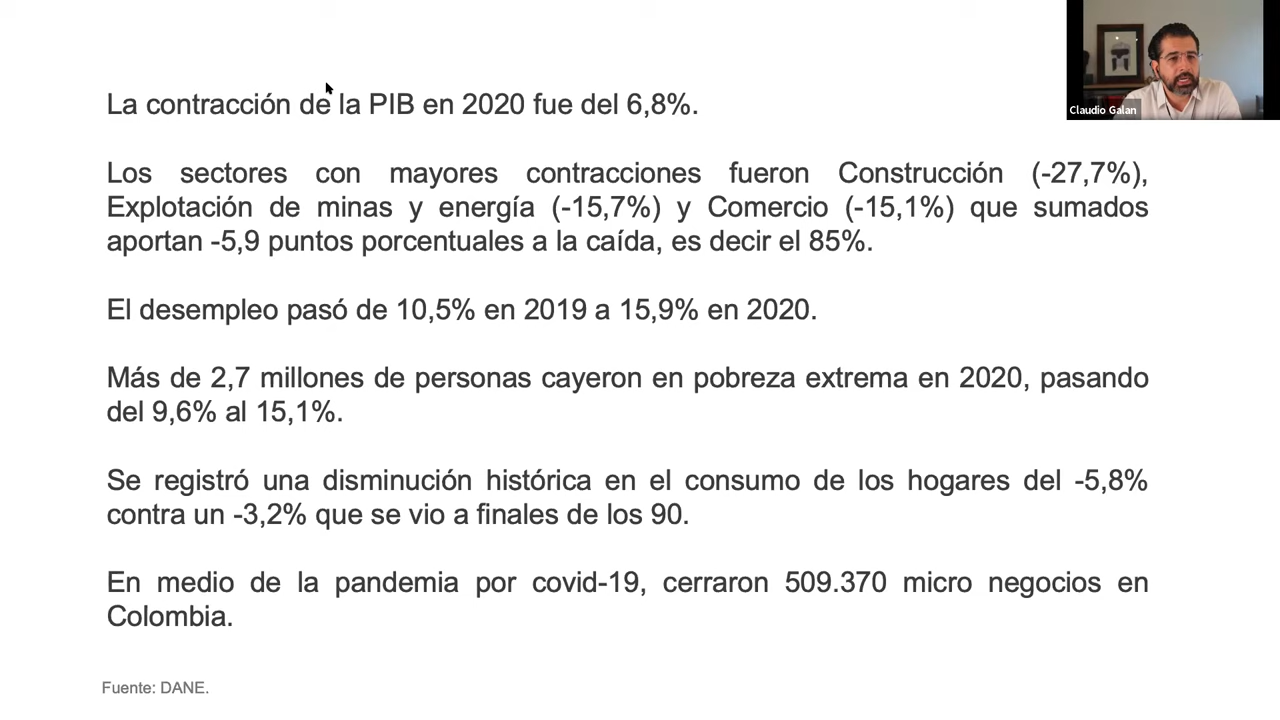 Claudio Galan
La contracción de la PIB en 2020 fue del 6,8%.
Los sectores con mayores contracciones fueron Construcción (-27,7%),
Explotación de minas y energía (-15,7%) y Comercio (-15,1%) que sumados
aportan -5,9 puntos porcentuales a la caída, es decir el 85%.
El desempleo pasó de 10,5% en 2019 a 15,9% en 2020.
Más de 2,7 millones de personas cayeron en pobreza extrema en 2020, pasando
del 9,6% al 15,1%.
Se registró una disminución histórica en el consumo de los hogares del -5,8%
contra un -3,2% que se vio a finales de los 90.
En medio de la pandemia por covid-19, cerraron 509.370 micro negocios en
Colombia.
Fuente: DANE.